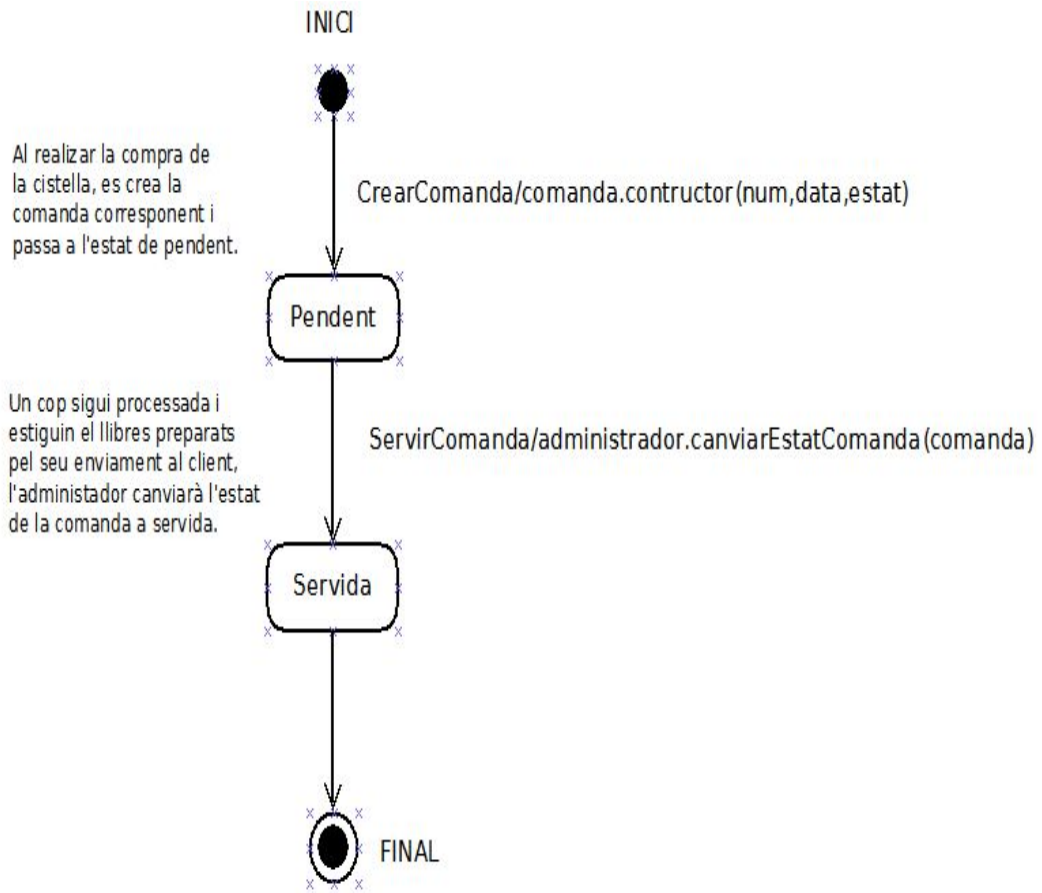 INICI
Al realizar la compra de
la cistella, es crea la
comanda corresponent i
passa a l'estat de pendent.
CrearComanda/comanda.contructor(num,data,estat)
Pendent
Un cop sigui processada i
estiguin el llibres preparats
pel seu enviament al client,
l'administador canviarà l'estat
de la comanda a servida.
ServirComanda/administrador.canviarEstatComanda(comanda)
Servida
FINAL